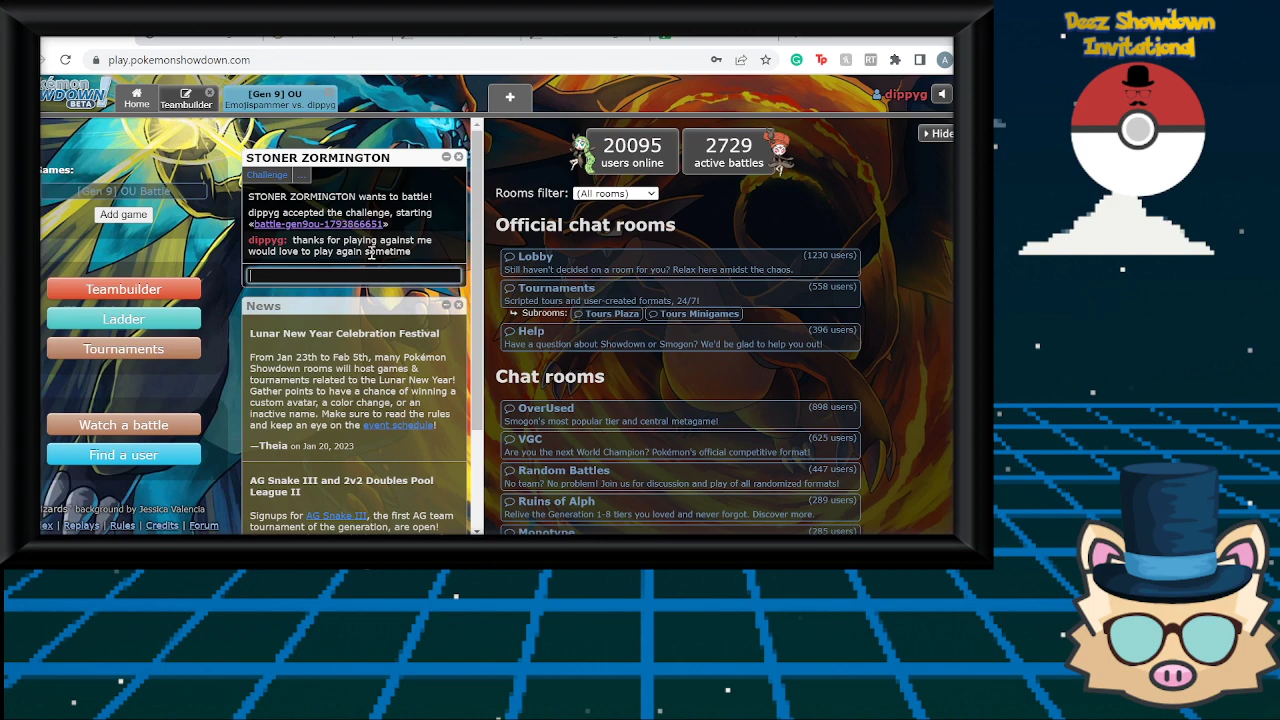 Deez Showdown
Invitational
play.pokemonshowdown.com
A
BETA
Home
Teambuilder
[Gen 9] OU
Emojispammer vs. dippyg
+
dippyg
Hide
ames:
[Gen 9] OU Battle
Add game
Teambuilder
Ladder
Tournaments
Watch a battle
Find a user
background by Jessica Valencia
ex | Replays | Rules | Credits | Forum
STONER ZORMINGTON
Challenge
...
STONER ZORMINGTON wants to battle!
dippyg accepted the challenge, starting
«battle-gen9ou-1793866651»
dippyg: thanks for playing against me
would love to play again sometime
News
Lunar New Year Celebration Festival
From Jan 23th to Feb 5th, many Pokémon
Showdown rooms will host games &
tournaments related to the Lunar New Year!
Gather points to have a chance of winning a
custom avatar, a color change, or an
inactive name. Make sure to read the rules
and keep an eye on the event schedule!
—Theia on Jan 20, 2023
AG Snake III and 2v2 Doubles Pool
League II
Signups for AG Snake III, the first AG team
tournament of the generation, are open!
20095
users online
2729
active battles
Rooms filter: (All rooms)
Official chat rooms
Lobby (1230 users)
Still haven't decided on a room for you? Relax here amidst the chaos.
Tournaments (558 users)
Scripted tours and user-created formats, 24/7!
Subrooms: Tours Plaza Tours Minigames
Help (396 users)
Have a question about Showdown or Smogon? We'd be glad to help you out!
Chat rooms
OverUsed (898 users)
Smogon's most popular tier and central metagame!
VGC (625 users)
Are you the next World Champion? Pokémon's official competitive format!
Random Battles (447 users)
No team? No problem! Join us for discussion and play of all randomized formats!
Ruins of Alph (289 users)
Relive the Generation 1-8 tiers you loved and never forgot. Discover more.
Monotype (285 users)